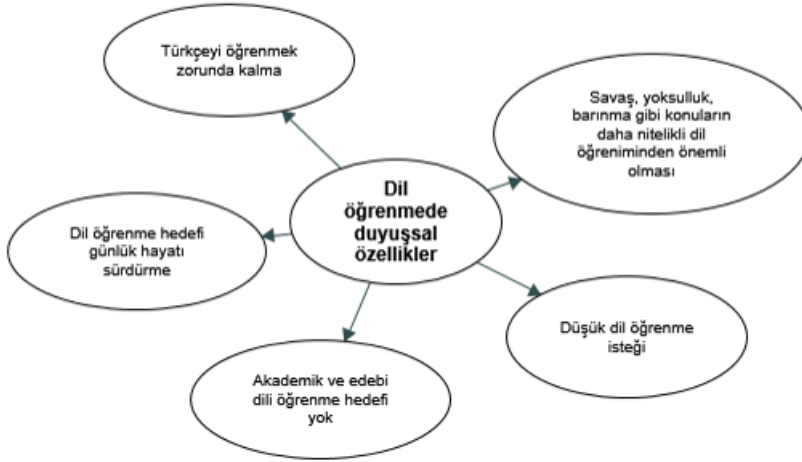 Türkçeyi öğrenmek
zorunda kalma
Savaş, yoksulluk,
barınma gibi konuların
daha nitelikli dil
öğreniminden önemli
olması
Dil
öğrenmede
duyuşsal
özellikler
Dil öğrenme hedefi
günlük hayatı
sürdürme
Düşük dil öğrenme
isteği
Akademik ve edebi
dili öğrenme hedefi
yok